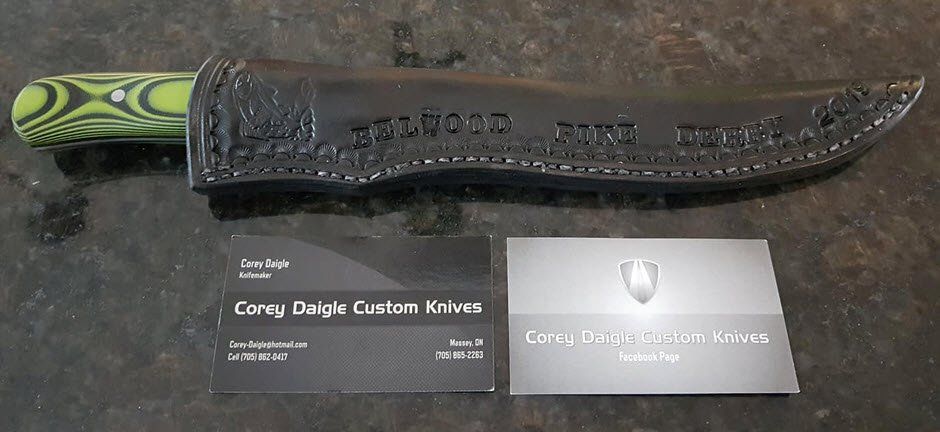 BELWOOD PIKE DERBY 2019
Corey Daigle
Knifemaker
Corey Daigle Custom Knives
Corey-Daigle@hotmail.com
Cell (705) 862-0417
Massey, ON
(705) 865-2263
Corey Daigle Custom Knives
Facebook Page